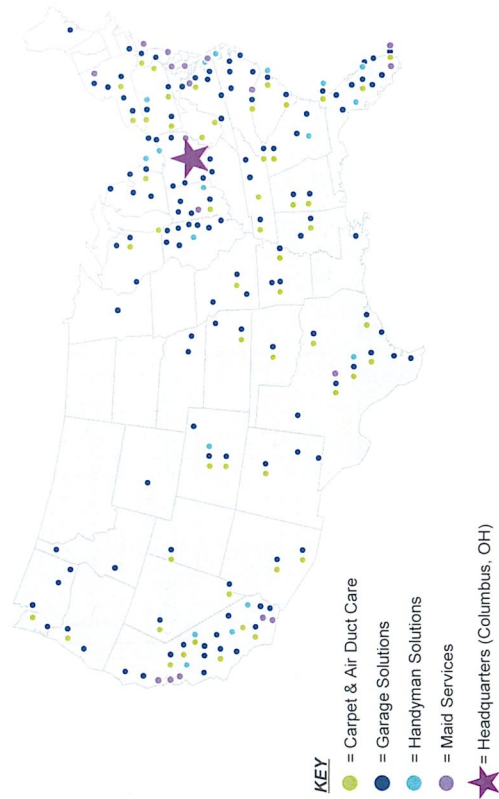 KEY
= Carpet & Air Duct Care
= Garage Solutions
= Handyman Solutions
= Maid Services
= Headquarters (Columbus, OH)